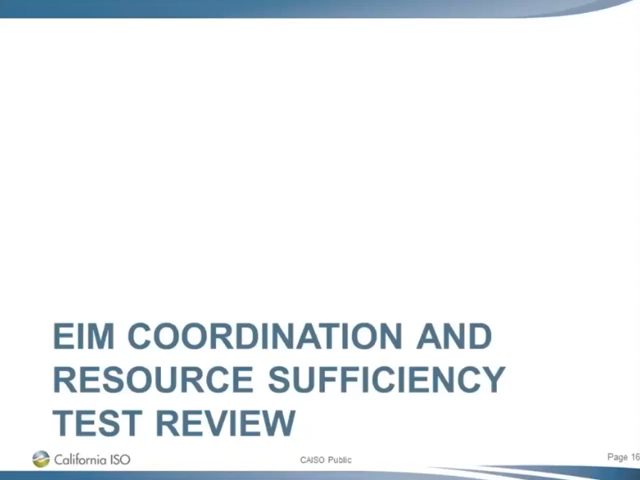 EIM COORDINATION AND
RESOURCE SUFFICIENCY
TEST REVIEW
California ISO
CAISO Public
Page 16